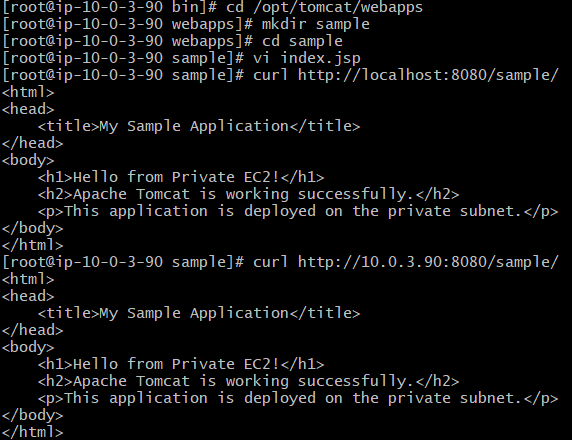 [root@ip-10-0-3-90 bin]# cd /opt/tomcat/webapps
[root@ip-10-0-3-90 webapps]# mkdir sample
[root@ip-10-0-3-90 webapps]# cd sample
[root@ip-10-0-3-90 sample]# vi index.jsp
[root@ip-10-0-3-90 sample]# curl http://localhost:8080/sample/
<html>
<head>
    <title>My Sample Application</title>
</head>
<body>
    <h1>Hello from Private EC2!</h1>
    <h2>Apache Tomcat is working successfully.</h2>
    <p>This application is deployed on the private subnet.</p>
</body>
</html>
[root@ip-10-0-3-90 sample]# curl http://10.0.3.90:8080/sample/
<html>
<head>
    <title>My Sample Application</title>
</head>
<body>
    <h1>Hello from Private EC2!</h1>
    <h2>Apache Tomcat is working successfully.</h2>
    <p>This application is deployed on the private subnet.</p>
</body>
</html>